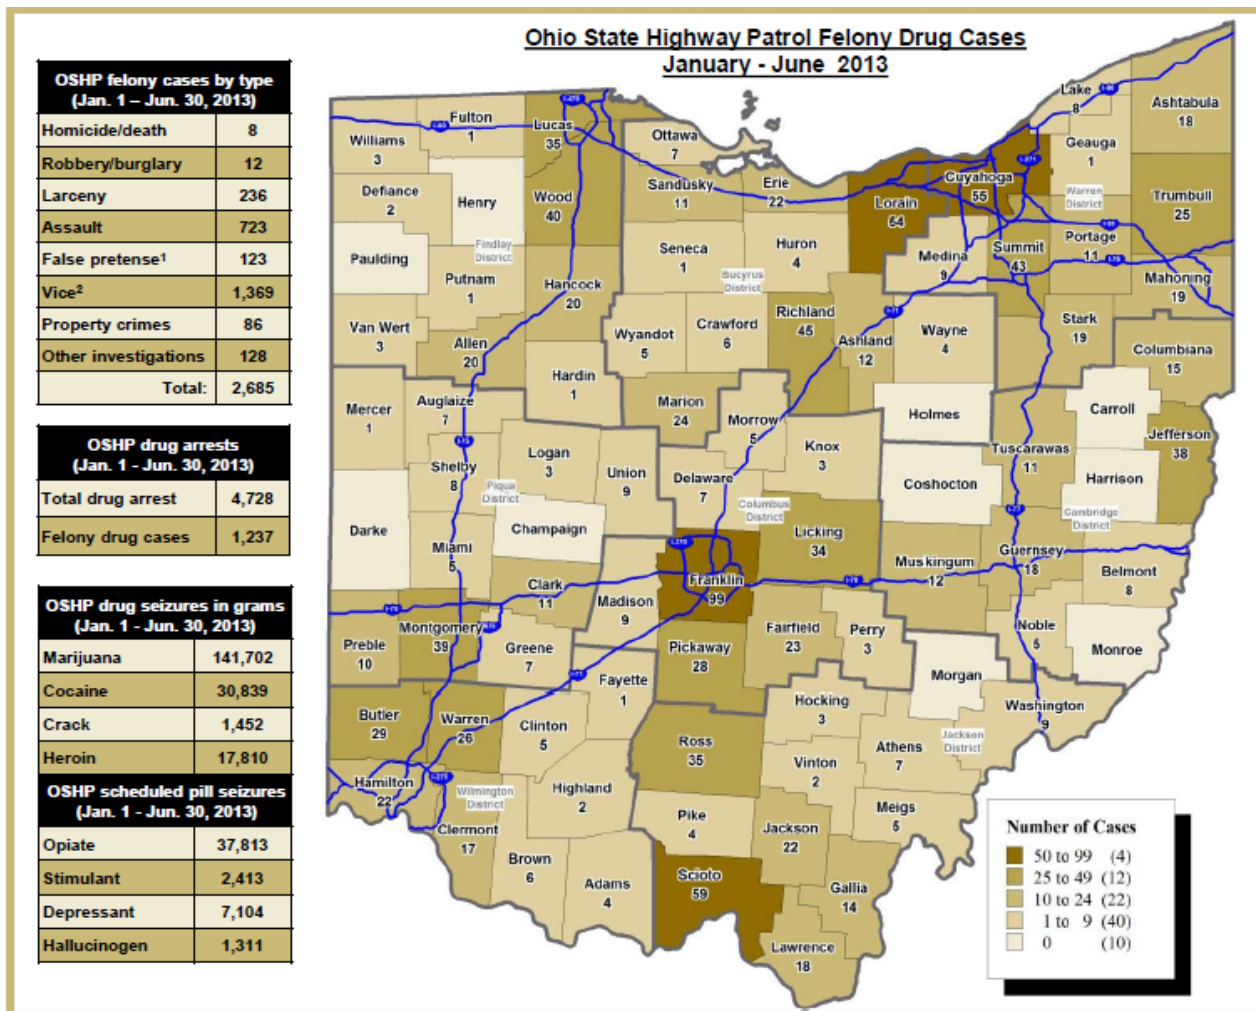 Ohio State Highway Patrol Felony Drug Cases
January - June 2013
OSHP felony cases by type
(Jan. 1 – Jun. 30, 2013)
Homicide/death 8
Robbery/burglary 12
Larceny 236
Assault 723
False pretense¹ 123
Vice² 1,369
Property crimes 86
Other investigations 128
Total: 2,685
OSHP drug arrests
(Jan. 1 - Jun. 30, 2013)
Total drug arrest 4,728
Felony drug cases 1,237
OSHP drug seizures in grams
(Jan. 1 - Jun. 30, 2013)
Marijuana 141,702
Cocaine 30,839
Crack 1,452
Heroin 17,810
OSHP scheduled pill seizures
(Jan. 1 - Jun. 30, 2013)
Opiate 37,813
Stimulant 2,413
Depressant 7,104
Hallucinogen 1,311
Williams
3
Fulton
1
Lucas
35
Ottawa
7
Lake
8
Ashtabula
18
Geauga
1
Defiance
2
Henry
Wood
40
Sandusky
11
Erie
22
Lorain
54
Cuyahoga
55
Warren
District
Trumbull
25
Paulding
Findlay
District
Putnam
1
Hancock
20
Seneca
1
Huron
4
Bucyrus
District
Medina
9
Summit
43
Portage
11
Mahoning
19
Van Wert
3
Allen
20
Wyandot
5
Crawford
6
Richland
45
Ashland
12
Wayne
4
Stark
19
Columbiana
15
Hardin
1
Mercer
1
Auglaize
7
Marion
24
Morrow
5
Holmes
Carroll
Jefferson
38
Shelby
8
Logan
3
Union
9
Delaware
7
Knox
3
Coshocton
Tuscarawas
11
Harrison
Piqua
District
Columbus
District
Cambridge
District
Darke
Champaign
Miami
5
Licking
34
Muskingum
12
Guernsey
18
Belmont
8
Clark
11
Madison
9
Franklin
99
I-270
I-70
I-71
I-75
I-77
Preble
10
Montgomery
39
Greene
7
Pickaway
28
Fairfield
23
Perry
3
Noble
5
Monroe
Morgan
Fayette
1
Butler
29
Warren
26
Clinton
5
Ross
35
Hocking
3
Athens
7
Washington
9
Jackson
District
Vinton
2
Hamilton
22
Wilmington
District
Clermont
17
Highland
2
Pike
4
Jackson
22
Meigs
5
Brown
6
Adams
4
Scioto
59
Gallia
14
Lawrence
18
Number of Cases
50 to 99 (4)
25 to 49 (12)
10 to 24 (22)
1 to 9 (40)
0 (10)